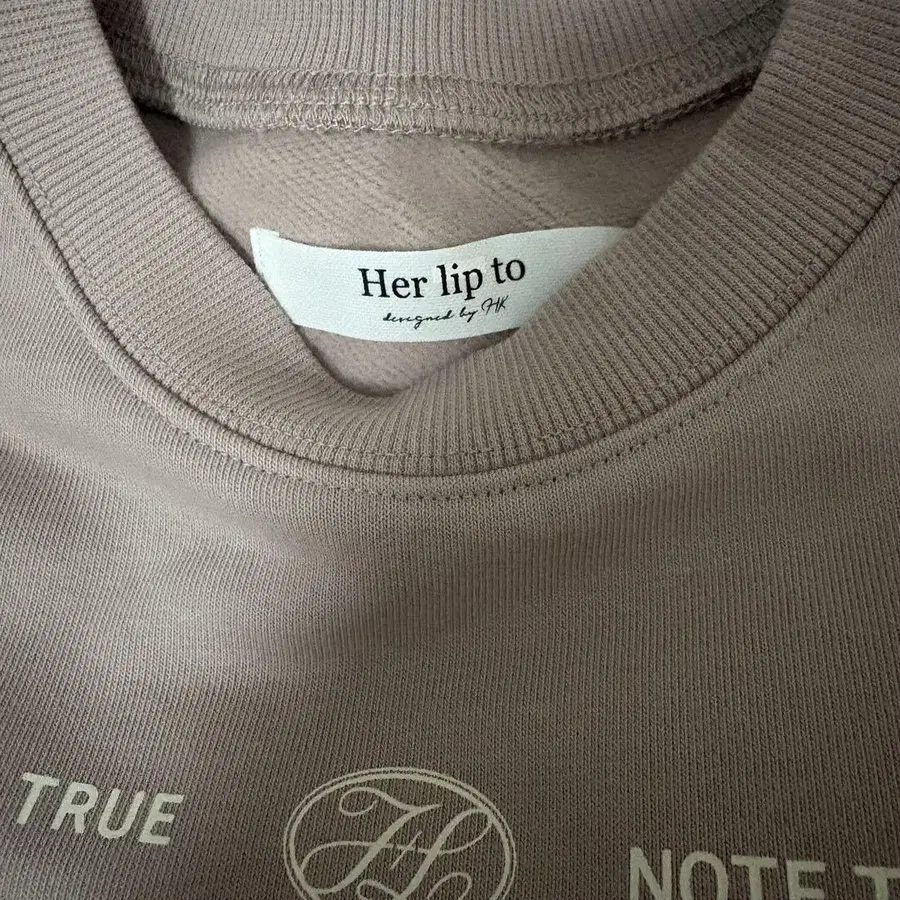 Her lip to
designed by HK
TRUE
NOTE T